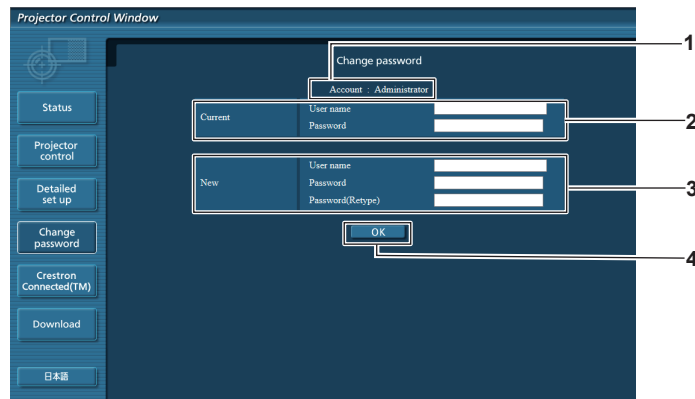 Projector Control Window
Change password
1
Account : Administrator
Status
Current
User name
Password
2
Projector
control
New
User name
Password
Password(Retype)
3
Detailed
set up
Change
password
OK
4
Crestron
Connected(TM)
Download
日本語